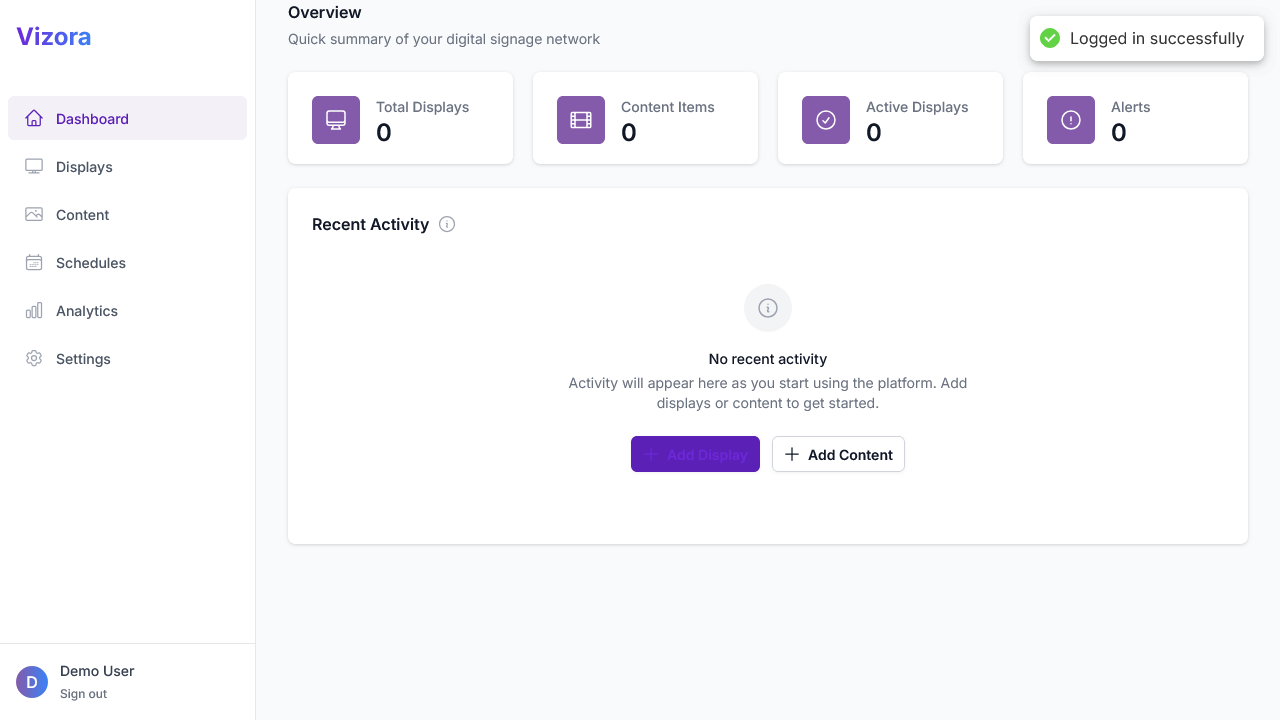 Vizora
Dashboard
Displays
Content
Schedules
Analytics
Settings
D
Demo User
Sign out
Overview
Quick summary of your digital signage network
Logged in successfully
Total Displays
0
Content Items
0
Active Displays
0
Alerts
0
Recent Activity
No recent activity
Activity will appear here as you start using the platform. Add
displays or content to get started.
Add Display
Add Content